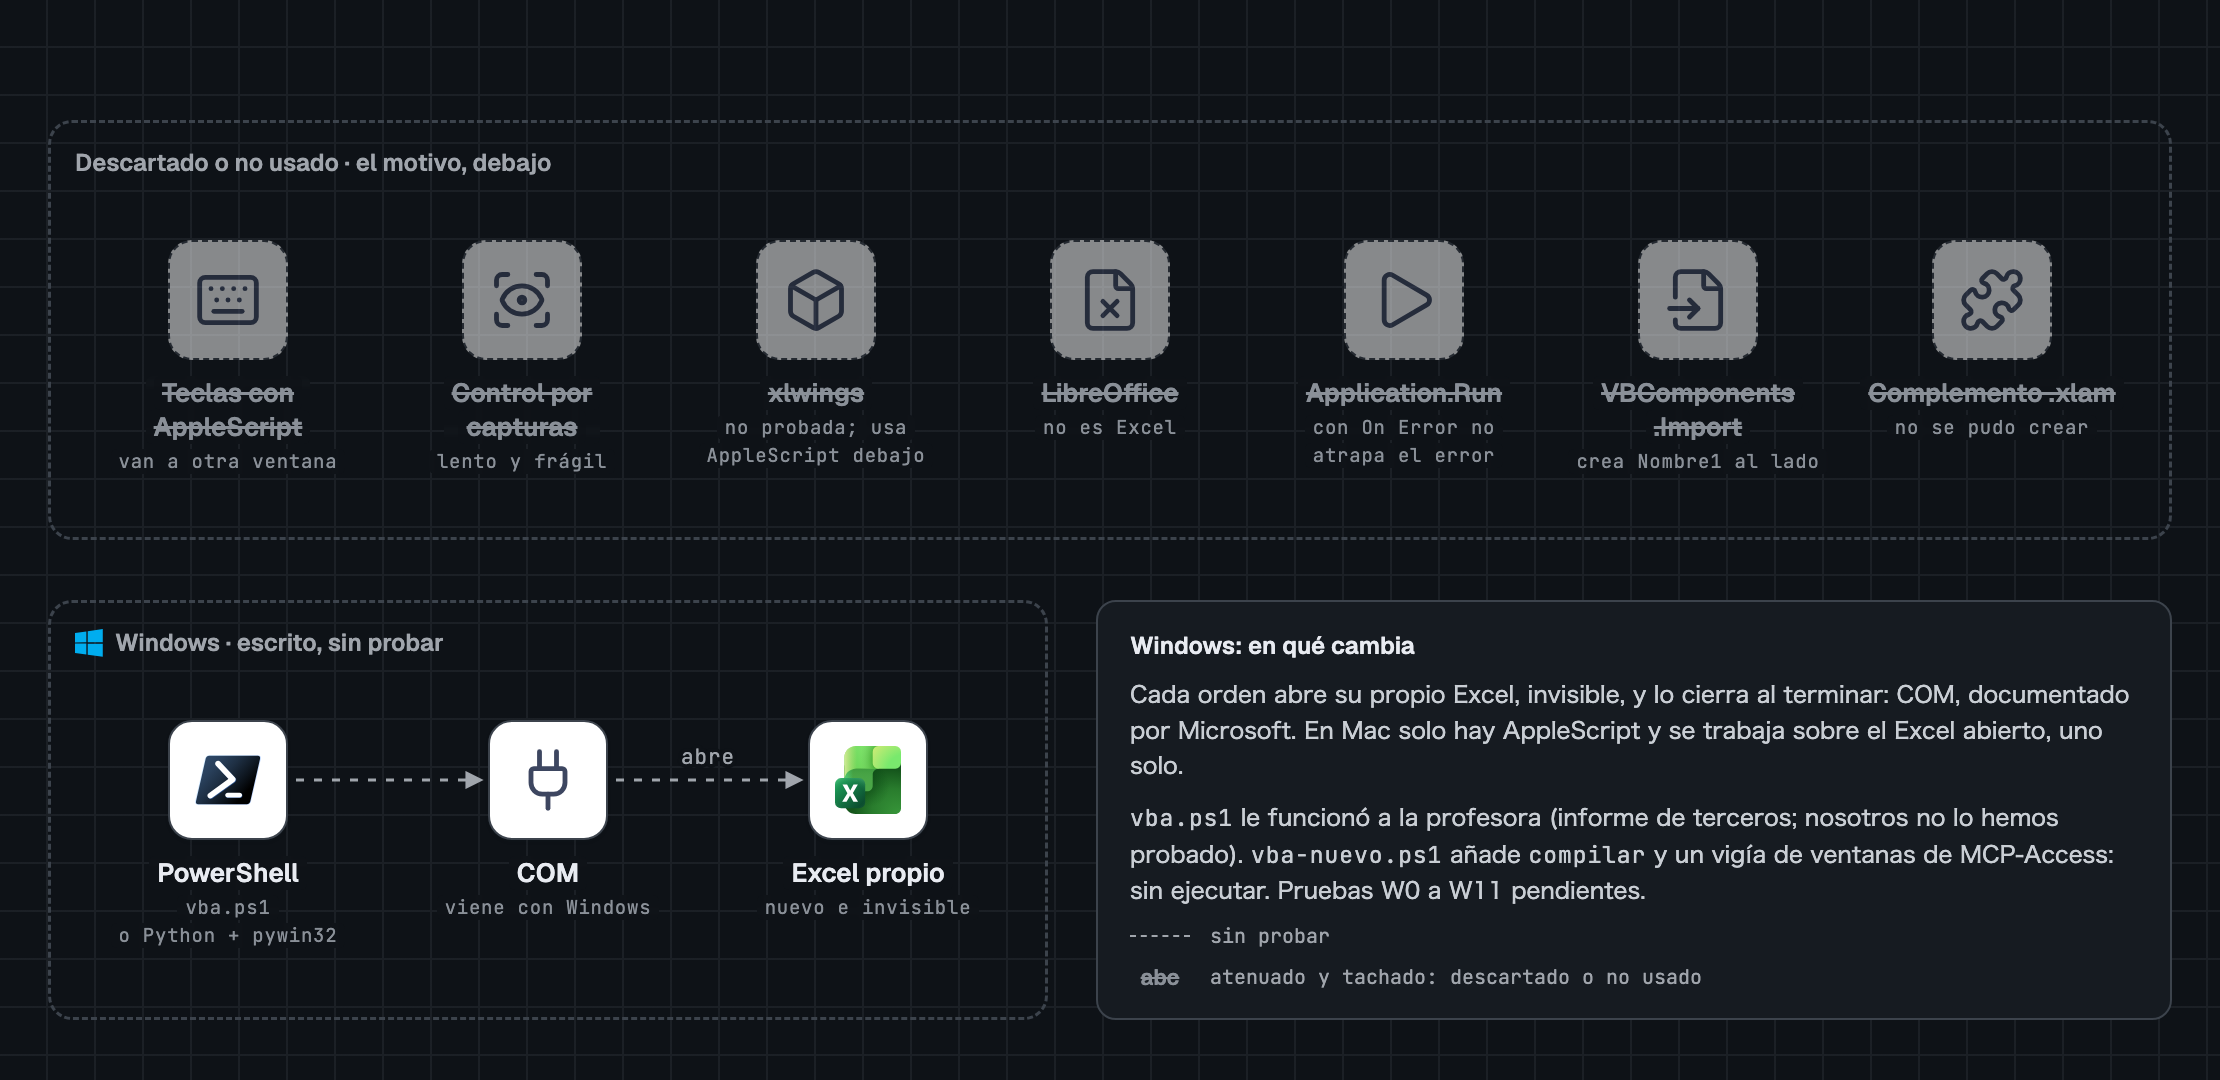 Descartado o no usado · el motivo, debajo
Teclas con
AppleScript
van a otra ventana
Control por
capturas
lento y frágil
xlwings
no probada; usa
AppleScript debajo
LibreOffice
no es Excel
Application.Run
con On Error no
atrapa el error
VBComponents
.Import
crea Nombre1 al lado
Complemento .xlam
no se pudo crear
Windows · escrito, sin probar
abre
X
PowerShell
vba.ps1
o Python + pywin32
COM
viene con Windows
Excel propio
nuevo e invisible
Windows: en qué cambia
Cada orden abre su propio Excel, invisible, y lo cierra al terminar: COM, documentado
por Microsoft. En Mac solo hay AppleScript y se trabaja sobre el Excel abierto, uno
solo.
vba.ps1 le funcionó a la profesora (informe de terceros; nosotros no lo hemos
probado). vba-nuevo.ps1 añade compilar y un vigía de ventanas de MCP-Access:
sin ejecutar. Pruebas W0 a W11 pendientes.
sin probar
abc atenuado y tachado: descartado o no usado